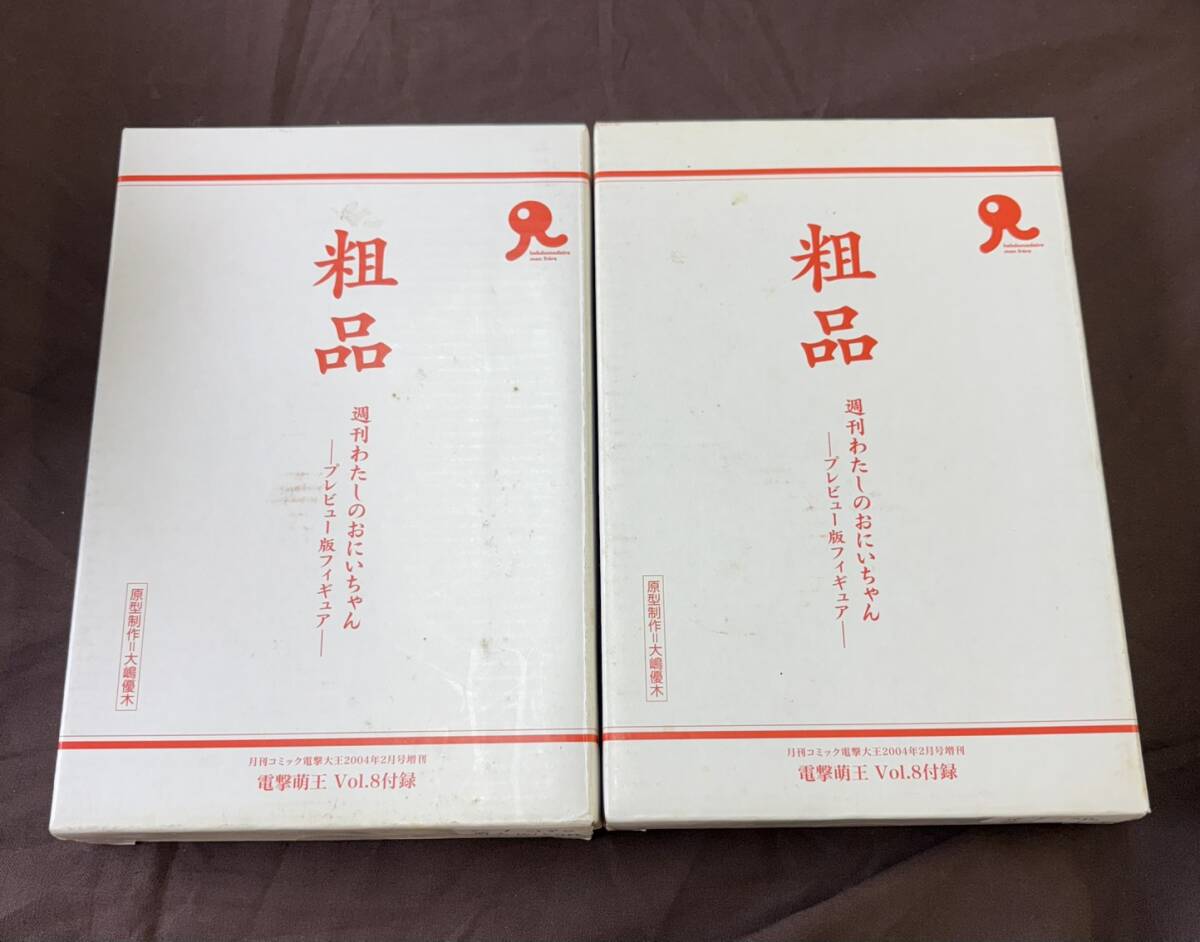 粗品
週刊わたしのおにいちゃん
―プレビュー版フィギュア―
原型制作=大嶋優木
月刊コミック電撃大王2004年2月号増刊
電撃萌王 Vol.8付録
粗品
週刊わたしのおにいちゃん
―プレビュー版フィギュア―
原型制作=大嶋優木
月刊コミック電撃大王2004年2月号増刊
電撃萌王 Vol.8付録